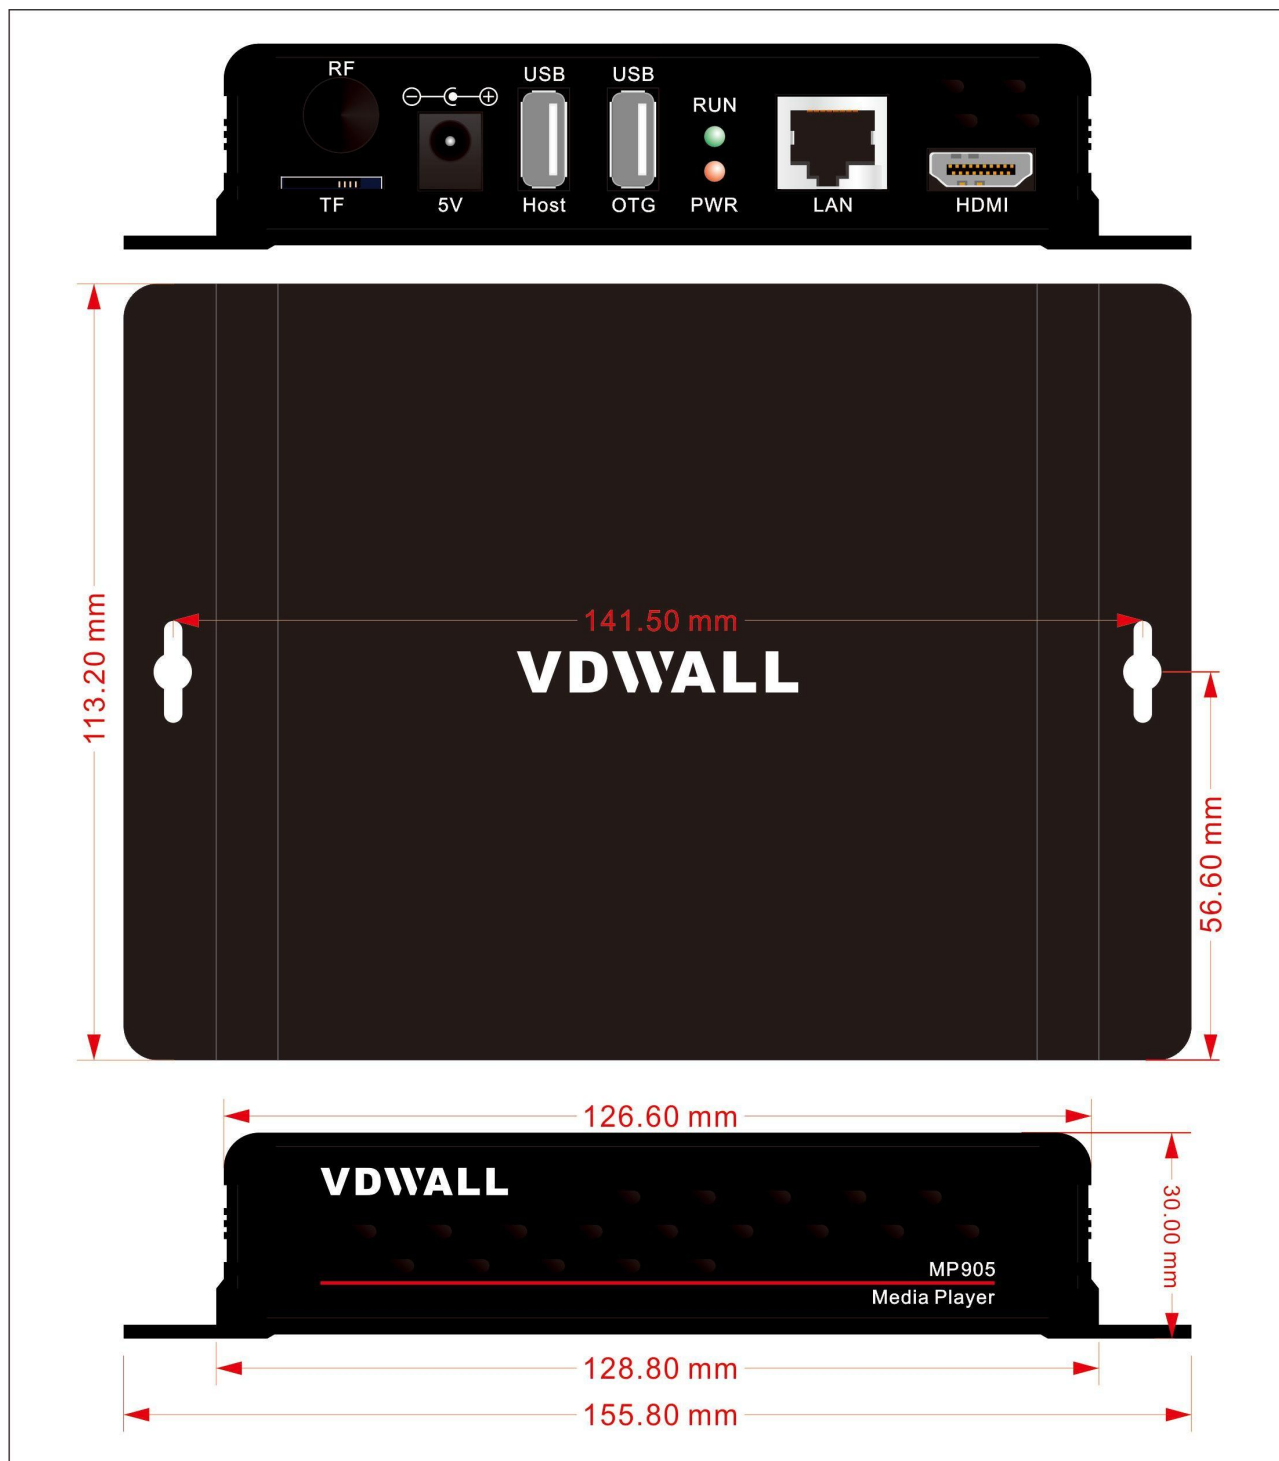 RF
USB
USB
RUN
TF
5V
Host
OTG
PWR
LAN
HDMI
141.50 mm
VDWALL
113.20 mm
56.60 mm
126.60 mm
VDWALL
30.00 mm
MP905
Media Player
128.80 mm
155.80 mm